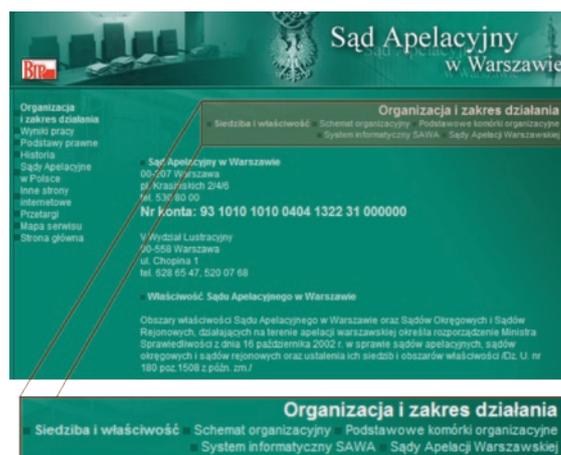 Sąd Apelacyjny
w Warszawie
BIP
Organizacja
i zakres działania
Wyniki pracy
Podstawy prawne
Historia
Sądy Apelacyjne
w Polsce
Inne strony
internetowe
Przetargi
Mapa serwisu
Strona główna
Organizacja i zakres działania
Siedziba i właściwość Schemat organizacyjny Podstawowe komórki organizacyjne
System informatyczny SAWA Sądy Apelacji Warszawskiej
Sąd Apelacyjny w Warszawie
00-207 Warszawa
pl. Krasińskich 2/4/6
tel. 530 80 00
Nr konta: 93 1010 1010 0404 1322 31 000000
V Wydział Lustracyjny
00-558 Warszawa
ul. Chopina 1
tel. 628 65 47, 520 07 68
Właściwość Sądu Apelacyjnego w Warszawie
Obszary właściwości Sądu Apelacyjnego w Warszawie oraz Sądów Okręgowych i Sądów
Rejonowych, działających na terenie apelacji warszawskiej określa rozporządzenie Ministra
Sprawiedliwości z dnia 16 października 2002 r. w sprawie sądów apelacyjnych, sądów
okręgowych i sądów rejonowych oraz ustalenia ich siedzib i obszarów właściwości /Dz. U. nr
180 poz.1508 z późn. zm./
Organizacja i zakres działania
Siedziba i właściwość Schemat organizacyjny Podstawowe komórki organizacyjne
System informatyczny SAWA Sądy Apelacji Warszawskiej